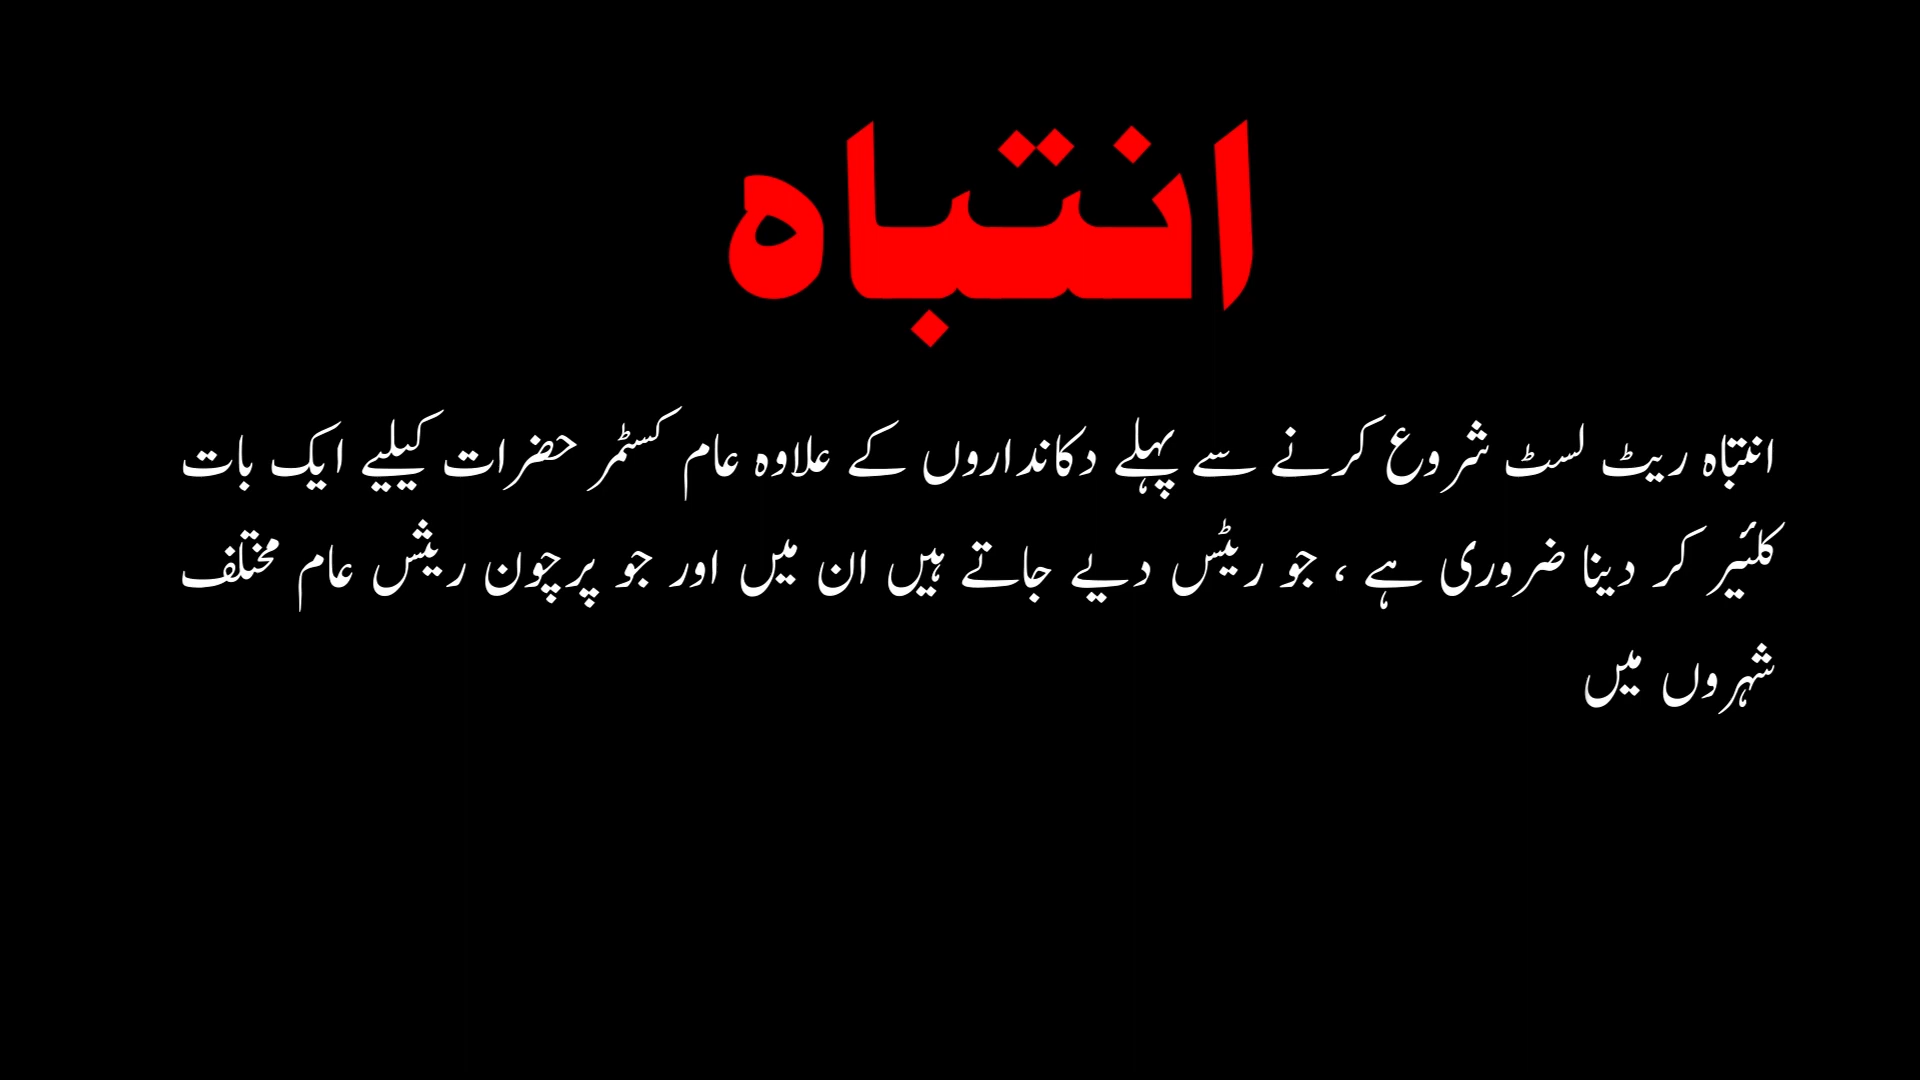 انتباہ
انتباہ ریٹ لسٹ شروع کرنے سے پہلے دکانداروں کے علاوہ عام کسٹمر حضرات کیلیے ایک بات
کلئیر کر دینا ضروری ہے ، جو ریٹس دیے جاتے ہیں ان میں اور جو پرچون ریٹس عام مختلف
شہروں میں